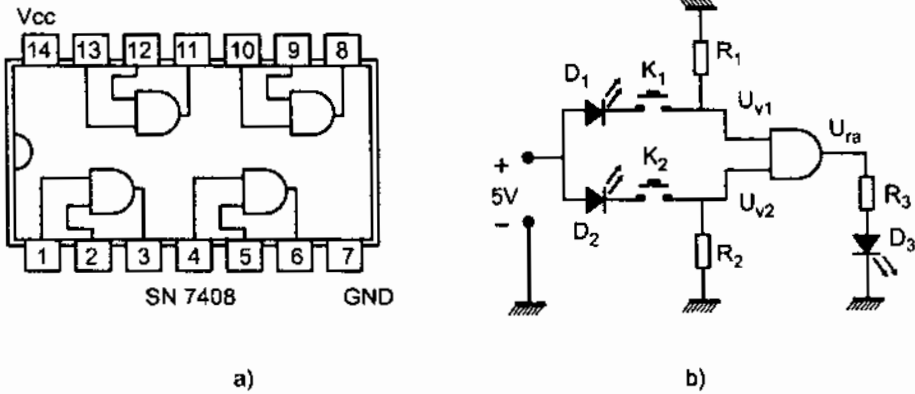 Vcc
14 13 12 11 10 9 8
1 2 3 4 5 6 7
SN 7408 GND
a)
R1
D1 K1
Uv1
Ura
+
5V
−
K2
D2
Uv2
R2
R3
D3
b)